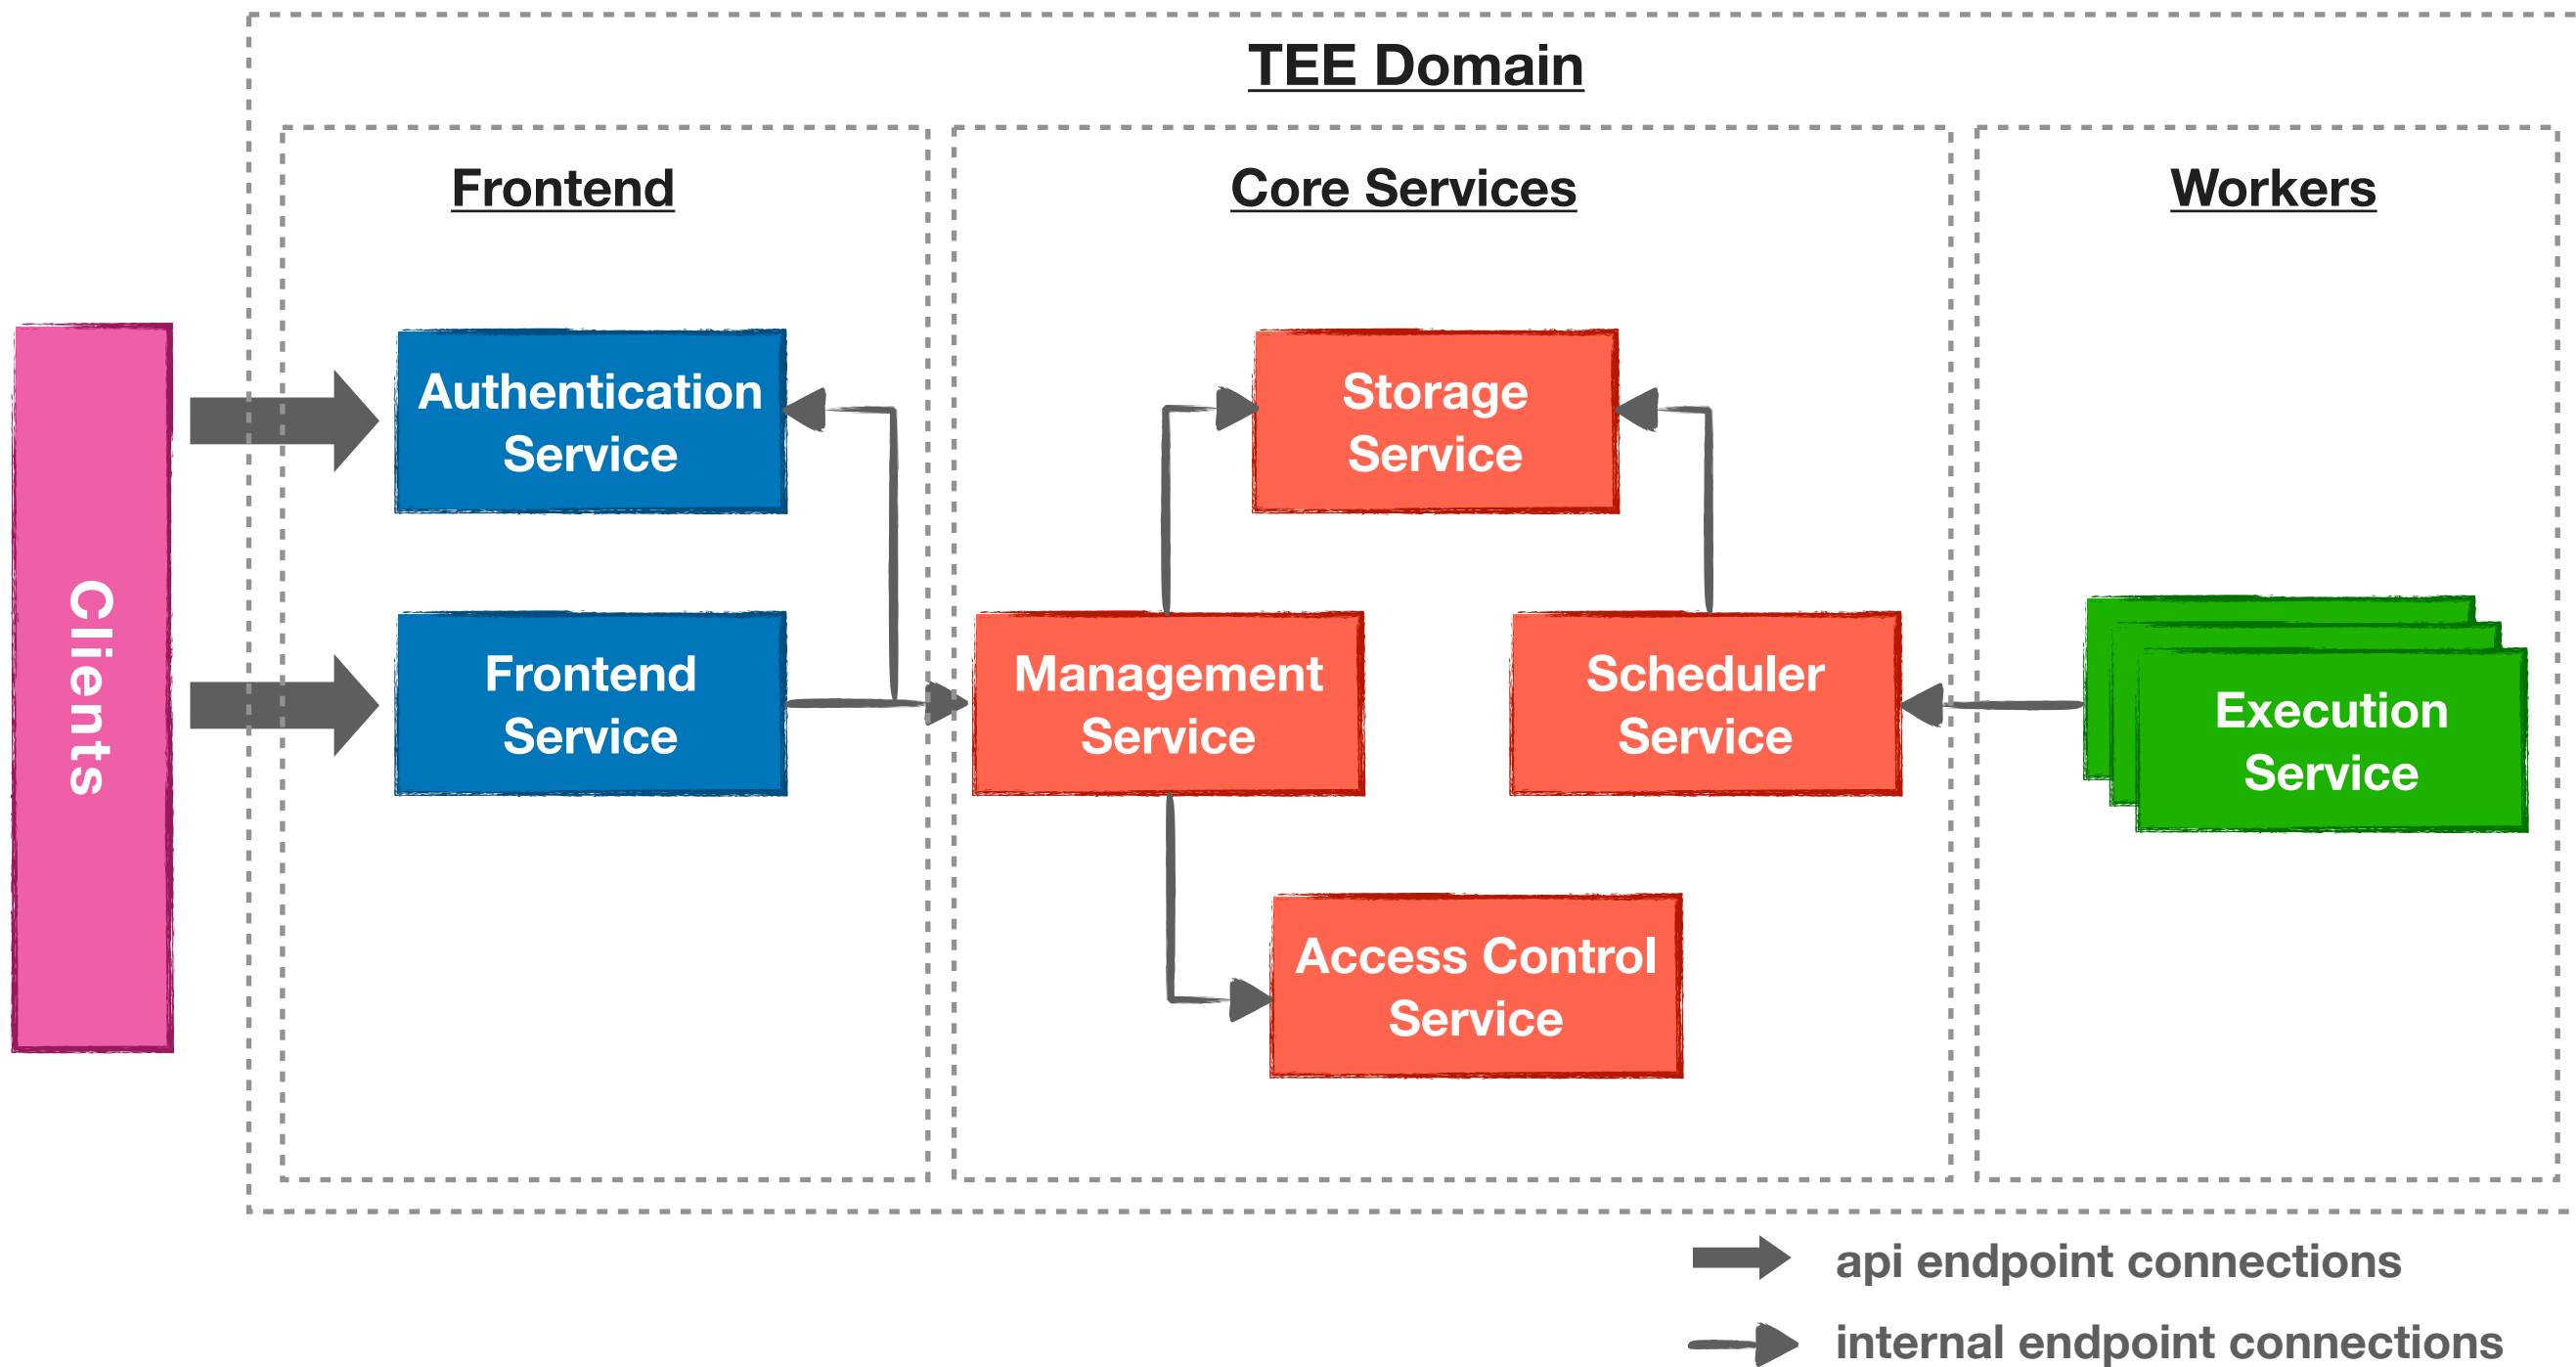 TEE Domain
Frontend
Core Services
Workers
Clients
Authentication
Service
Frontend
Service
Storage
Service
Management
Service
Scheduler
Service
Access Control
Service
Execution
Service
api endpoint connections
internal endpoint connections